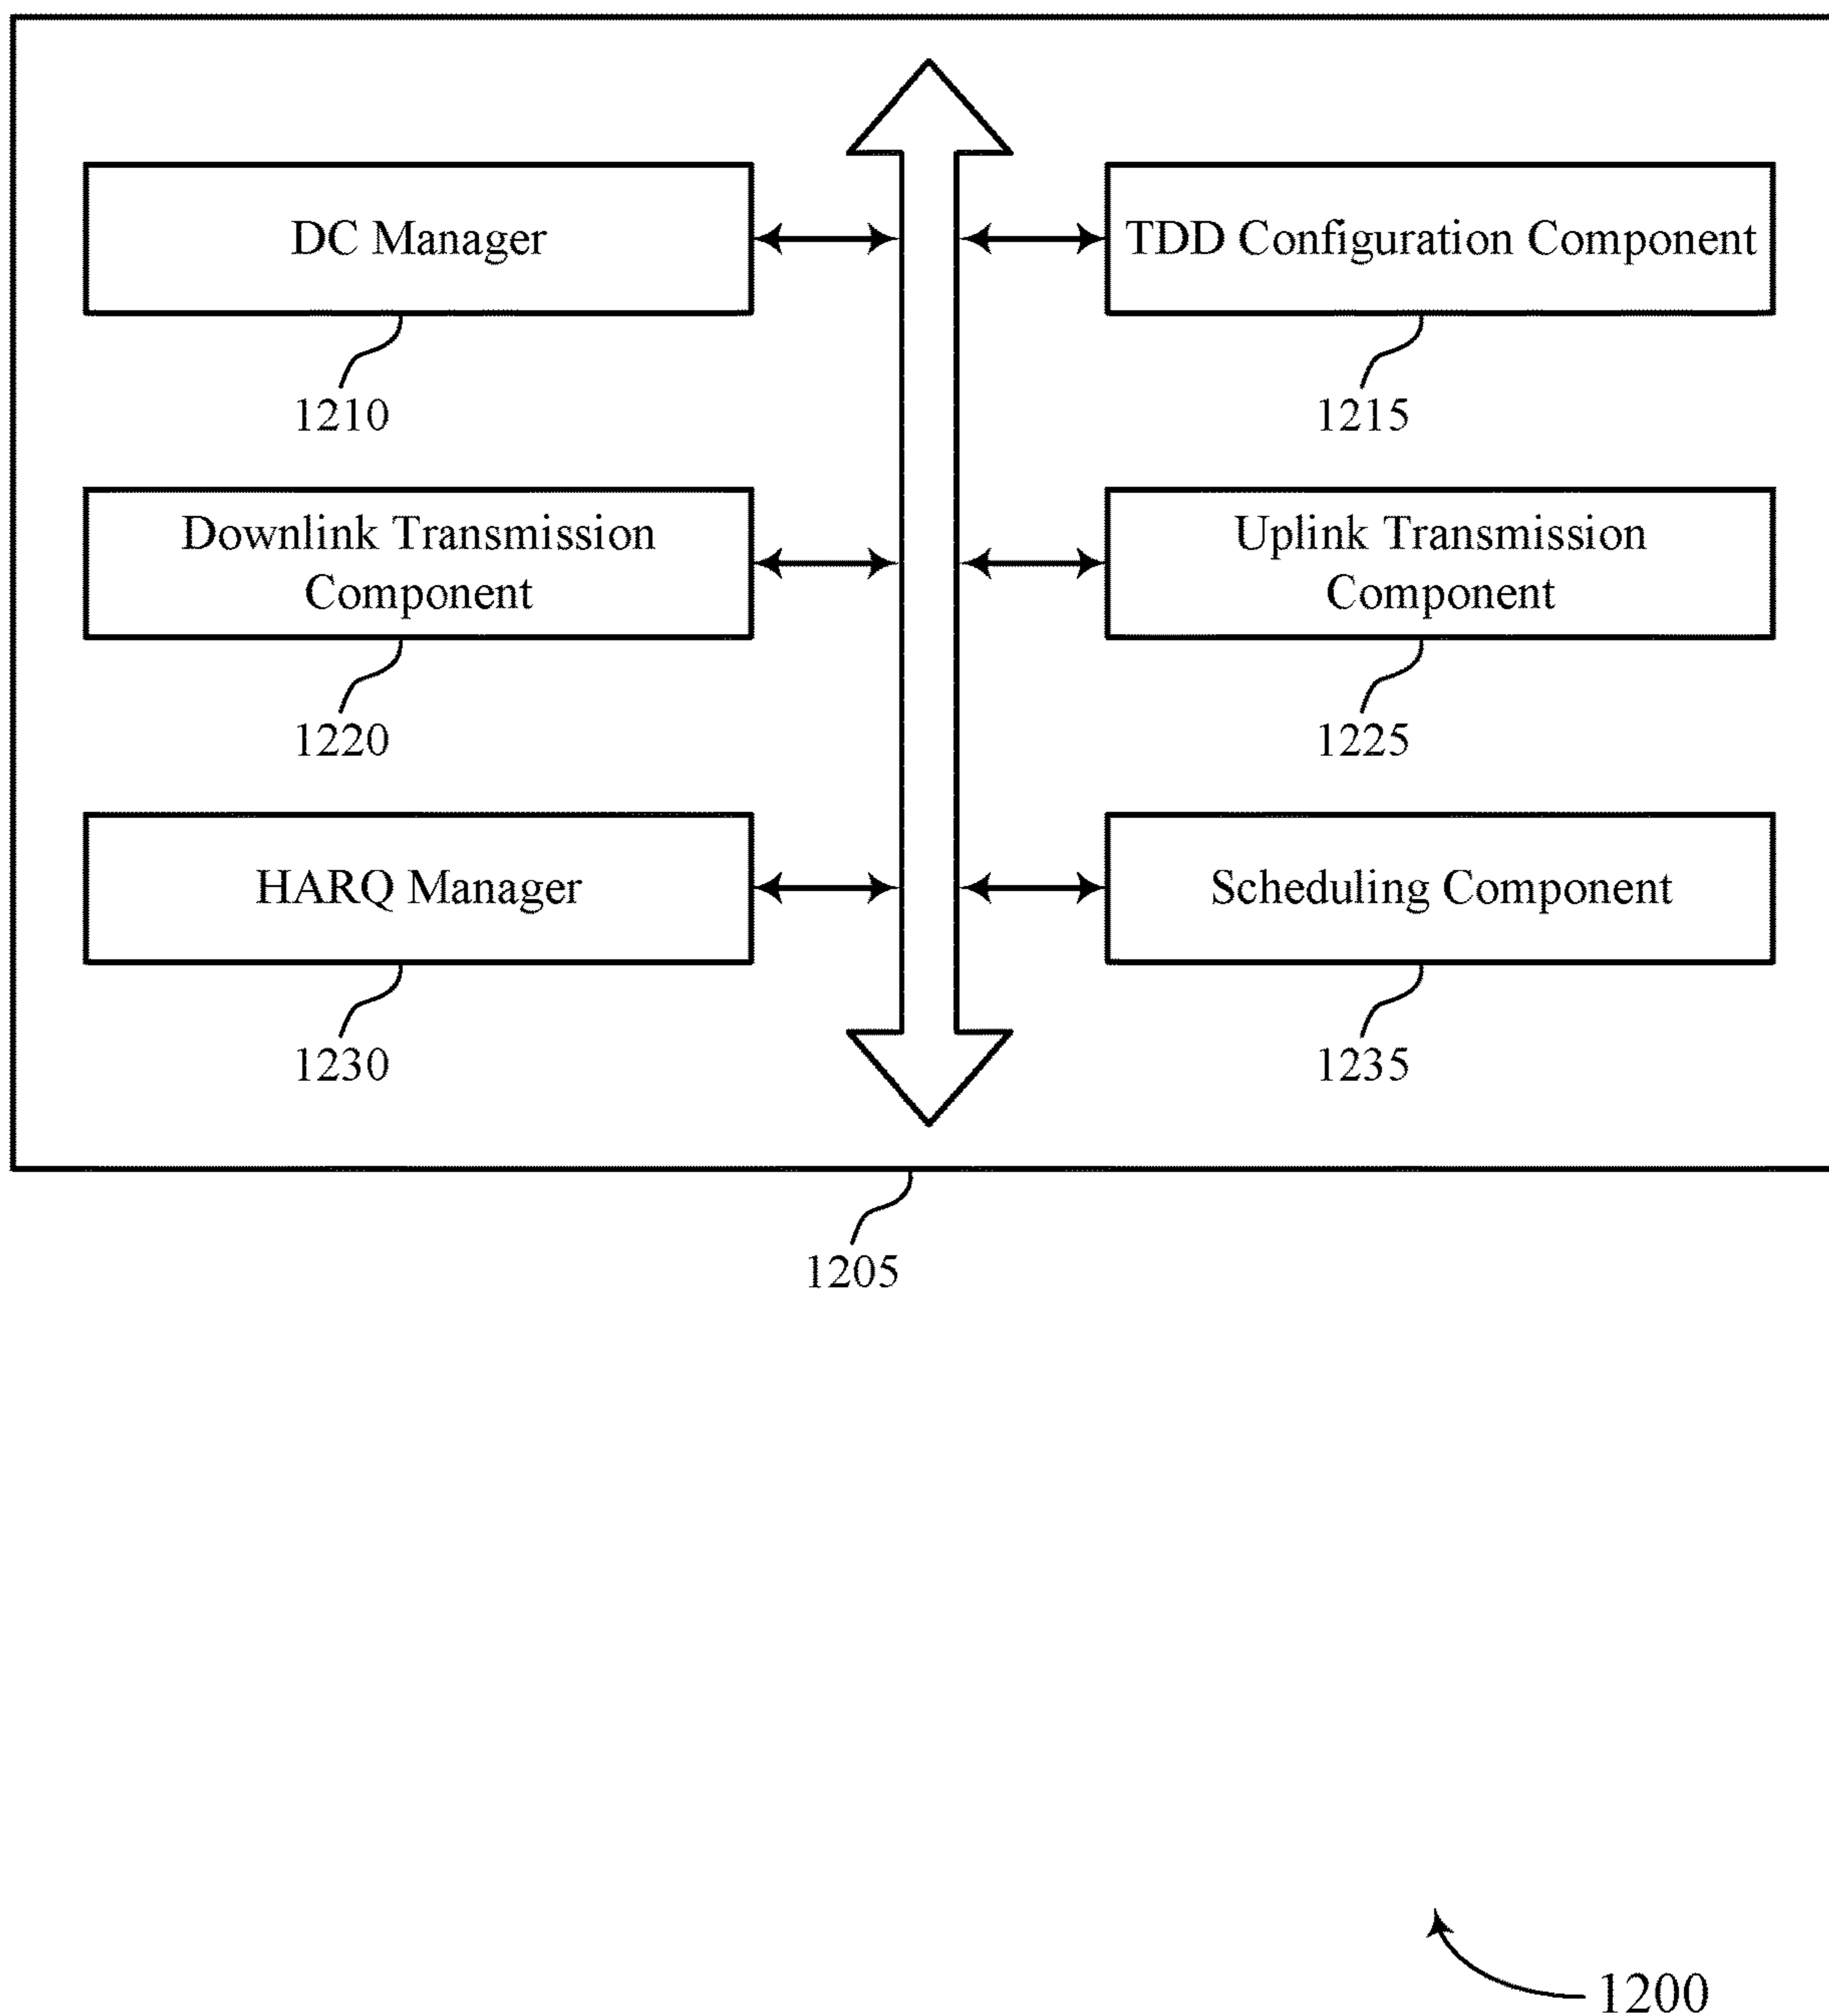 DC Manager
TDD Configuration Component
1210
1215
Downlink Transmission
Component
Uplink Transmission
Component
1220
1225
HARQ Manager
Scheduling Component
1230
1235
1205
1200